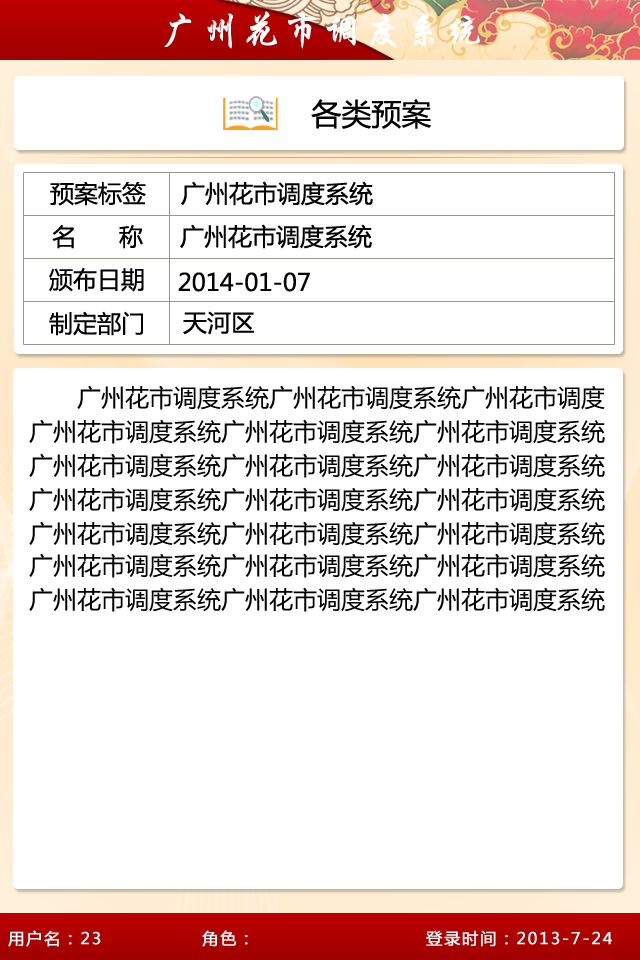 广州花市调度系统
各类预案
预案标签 广州花市调度系统
名 称 广州花市调度系统
颁布日期 2014-01-07
制定部门 天河区
广州花市调度系统广州花市调度系统广州花市调度
广州花市调度系统广州花市调度系统广州花市调度系统
广州花市调度系统广州花市调度系统广州花市调度系统
广州花市调度系统广州花市调度系统广州花市调度系统
广州花市调度系统广州花市调度系统广州花市调度系统
广州花市调度系统广州花市调度系统广州花市调度系统
广州花市调度系统广州花市调度系统广州花市调度系统
用户名：23 角色： 登录时间：2013-7-24